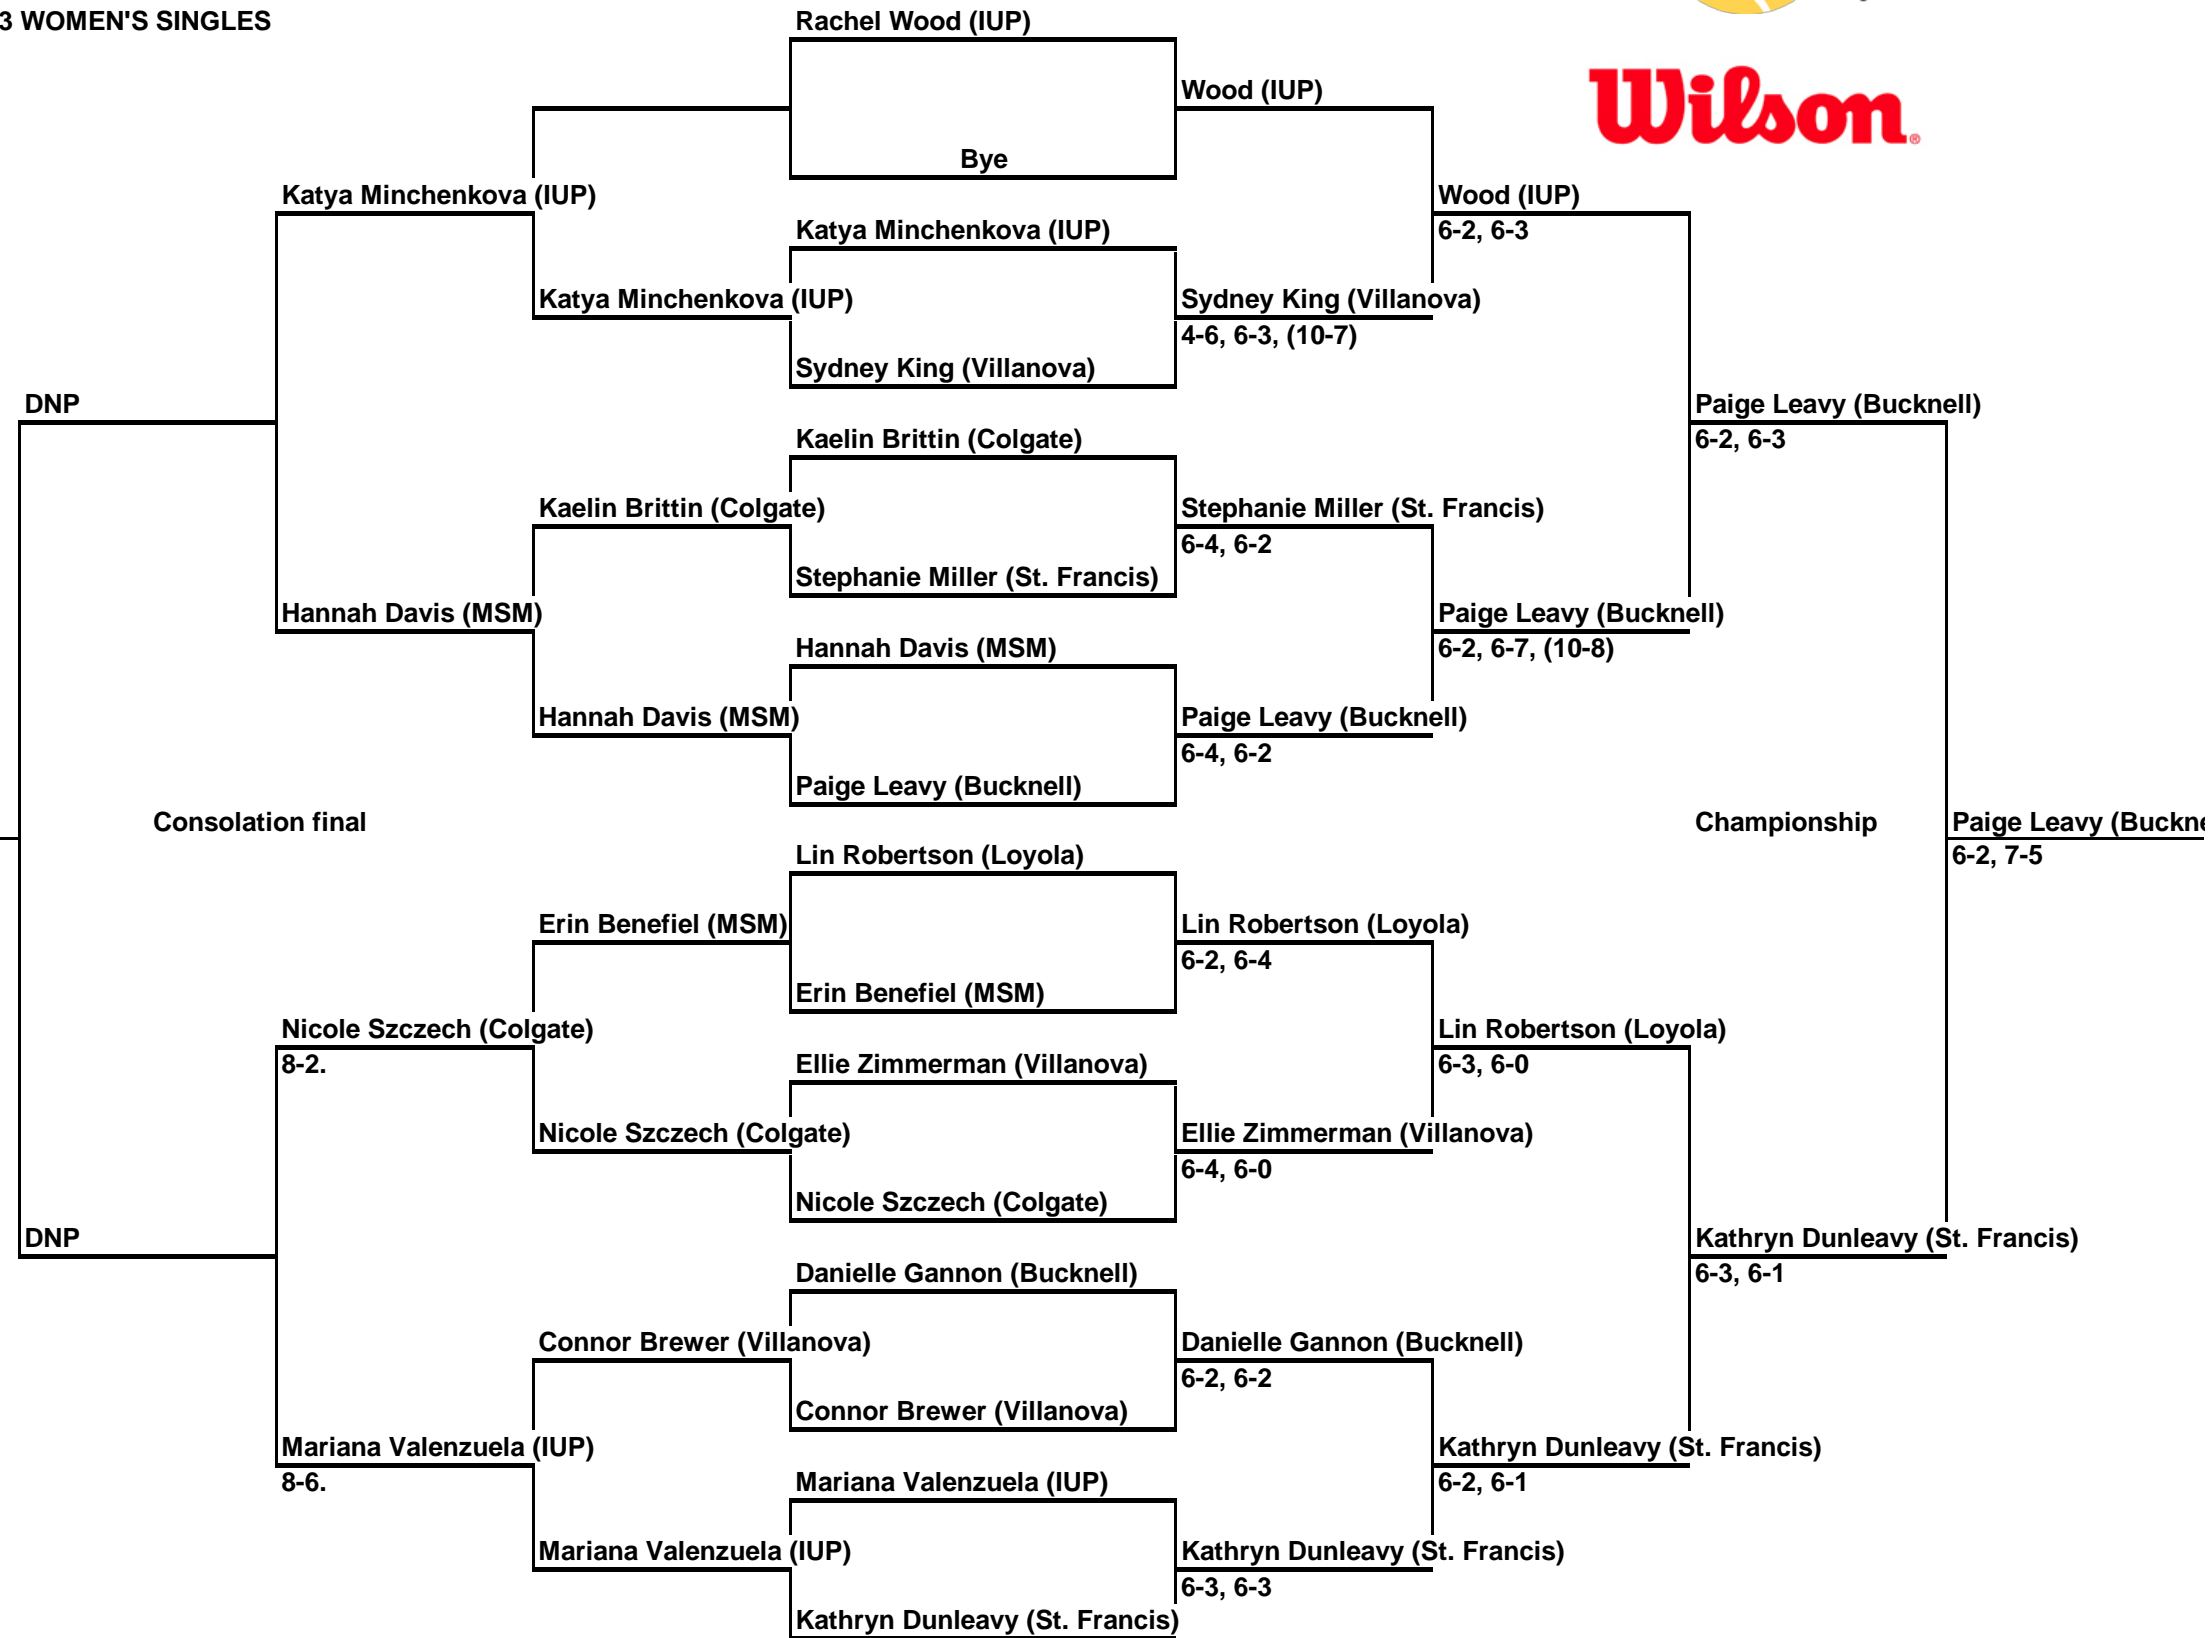 3 WOMEN'S SINGLES
Rachel Wood (IUP)
Wilson®
Wood (IUP)
Bye
Katya Minchenkova (IUP)
Wood (IUP)
Katya Minchenkova (IUP)
6-2, 6-3
Katya Minchenkova (IUP)
Sydney King (Villanova)
4-6, 6-3, (10-7)
Sydney King (Villanova)
DNP
Paige Leavy (Bucknell)
Kaelin Brittin (Colgate)
6-2, 6-3
Kaelin Brittin (Colgate)
Stephanie Miller (St. Francis)
6-4, 6-2
Stephanie Miller (St. Francis)
Hannah Davis (MSM)
Paige Leavy (Bucknell)
Hannah Davis (MSM)
6-2, 6-7, (10-8)
Hannah Davis (MSM)
Paige Leavy (Bucknell)
6-4, 6-2
Paige Leavy (Bucknell)
Consolation final
Championship
Paige Leavy (Buckne
Lin Robertson (Loyola)
6-2, 7-5
Erin Benefiel (MSM)
Lin Robertson (Loyola)
6-2, 6-4
Erin Benefiel (MSM)
Nicole Szczech (Colgate)
Lin Robertson (Loyola)
8-2.
Ellie Zimmerman (Villanova)
6-3, 6-0
Nicole Szczech (Colgate)
Ellie Zimmerman (Villanova)
6-4, 6-0
Nicole Szczech (Colgate)
DNP
Kathryn Dunleavy (St. Francis)
Danielle Gannon (Bucknell)
6-3, 6-1
Connor Brewer (Villanova)
Danielle Gannon (Bucknell)
6-2, 6-2
Connor Brewer (Villanova)
Mariana Valenzuela (IUP)
Kathryn Dunleavy (St. Francis)
8-6.
Mariana Valenzuela (IUP)
6-2, 6-1
Mariana Valenzuela (IUP)
Kathryn Dunleavy (St. Francis)
6-3, 6-3
Kathryn Dunleavy (St. Francis)